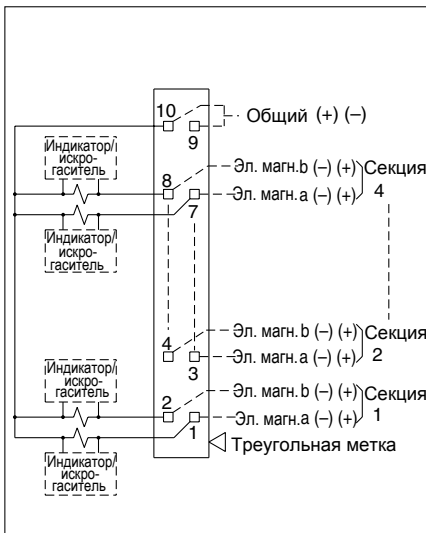 10
9
Общий (+) (–)
Индикатор/
искро-
гаситель
8
7
Эл. магн.b (–) (+)
Эл. магн.a (–) (+)
Секция
4
Индикатор/
искро-
гаситель
4
3
Эл. магн.b (–) (+)
Эл. магн.a (–) (+)
Секция
2
Индикатор/
искро-
гаситель
2
1
Эл. магн.b (–) (+)
Эл. магн.a (–) (+)
Секция
1
Треугольная метка
Индикатор/
искро-
гаситель